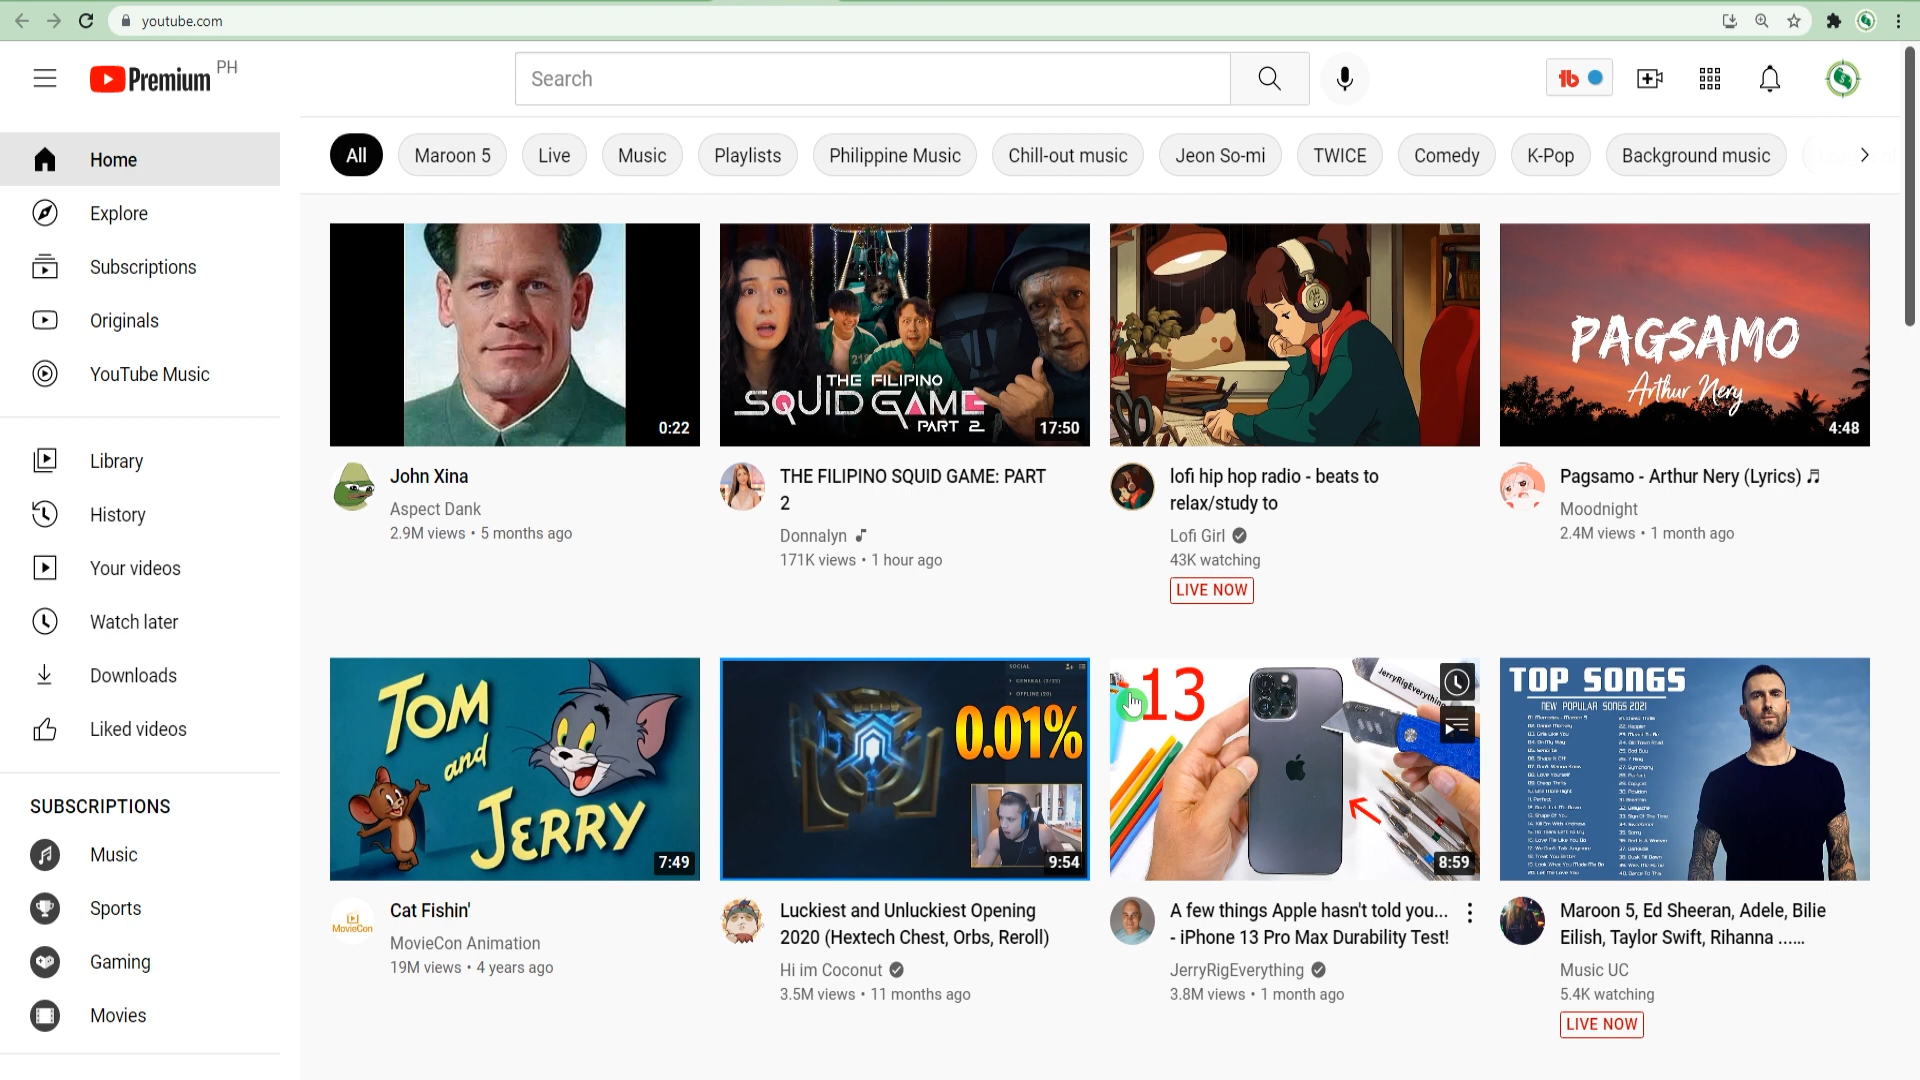 youtube.com
Premium PH
Search
Home
Explore
Subscriptions
Originals
YouTube Music
Library
History
Your videos
Watch later
Downloads
Liked videos
SUBSCRIPTIONS
Music
Sports
Gaming
Movies
All
Maroon 5
Live
Music
Playlists
Philippine Music
Chill-out music
Jeon So-mi
TWICE
Comedy
K-Pop
Background music
0:22
John Xina
Aspect Dank
2.9M views • 5 months ago
THE FILIPINO
SQUID GAME
PART 2
17:50
THE FILIPINO SQUID GAME: PART
2
Donnalyn
171K views • 1 hour ago
lofi hip hop radio - beats to
relax/study to
Lofi Girl
43K watching
LIVE NOW
PAGSAMO
Arthur Nery
4:48
Pagsamo - Arthur Nery (Lyrics) ♬
Moodnight
2.4M views • 1 month ago
TOM
and
JERRY
7:49
MovieCon
Cat Fishin'
MovieCon Animation
19M views • 4 years ago
SOCIAL
0.01%
9:54
Luckiest and Unluckiest Opening
2020 (Hextech Chest, Orbs, Reroll)
Hi im Coconut
3.5M views • 11 months ago
13
JerryRigEverything
8:59
A few things Apple hasn't told you...
- iPhone 13 Pro Max Durability Test!
JerryRigEverything
3.8M views • 1 month ago
TOP SONGS
NEW POPULAR SONGS 2021
Maroon 5, Ed Sheeran, Adele, Bilie
Eilish, Taylor Swift, Rihanna ......
Music UC
5.4K watching
LIVE NOW